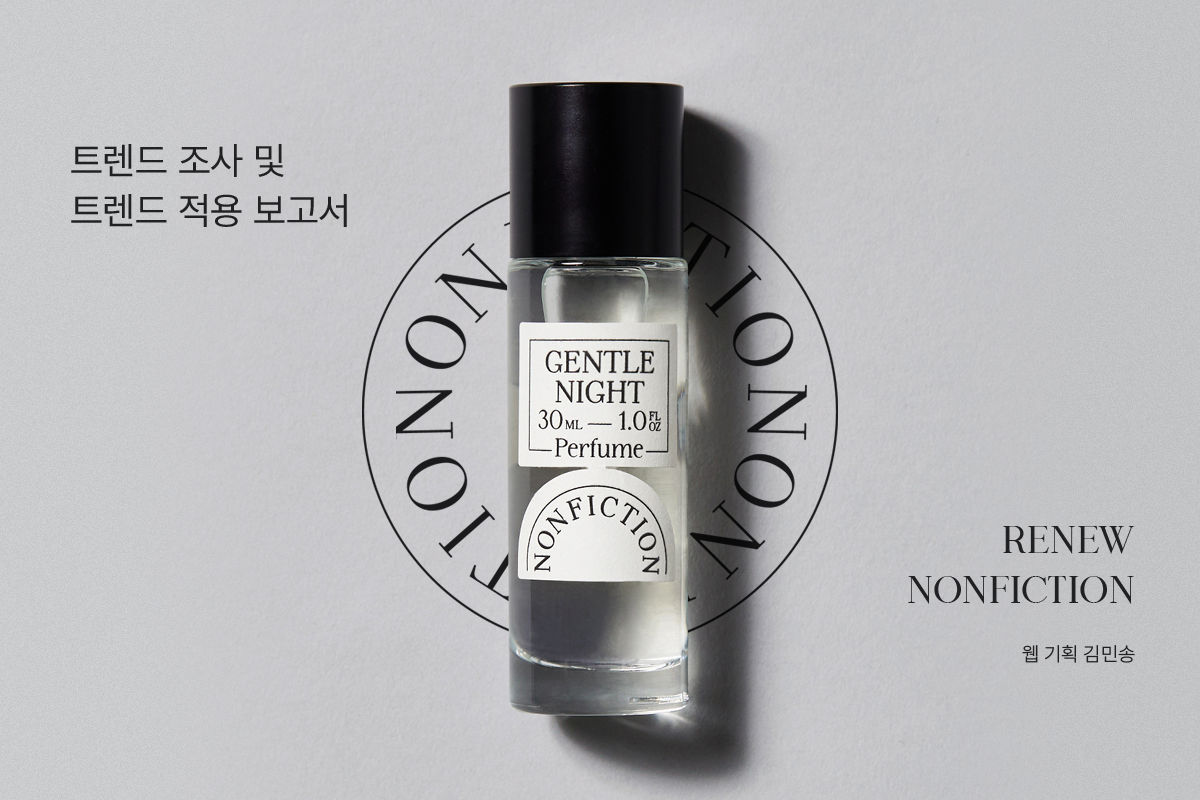 트렌드 조사 및
트렌드 적용 보고서
GENTLE
NIGHT
30ML — 1.0 FL OZ
Perfume
NONFICTION
RENEW
NONFICTION
웹 기획 김민송